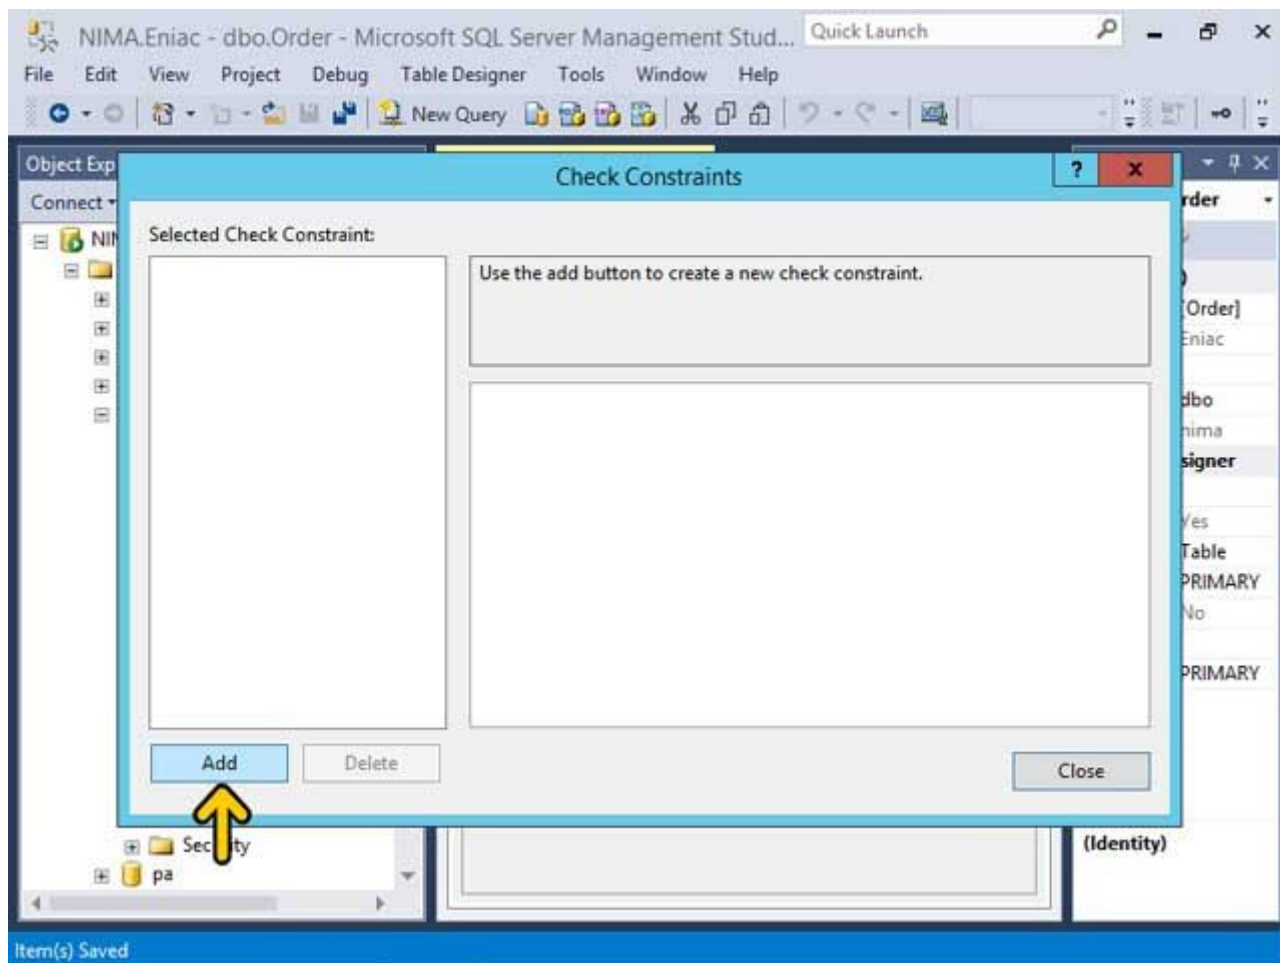 NIMA.Eniac - dbo.Order - Microsoft SQL Server Management Stud... Quick Launch
File Edit View Project Debug Table Designer Tools Window Help
New Query
Object Exp
Check Constraints
? x
Connect
rder
NIM
Selected Check Constraint:
Use the add button to create a new check constraint.
[Order]
Eniac
dbo
nima
signer
Yes
Table
PRIMARY
No
PRIMARY
Add Delete
Close
Security
(Identity)
pa
Item(s) Saved